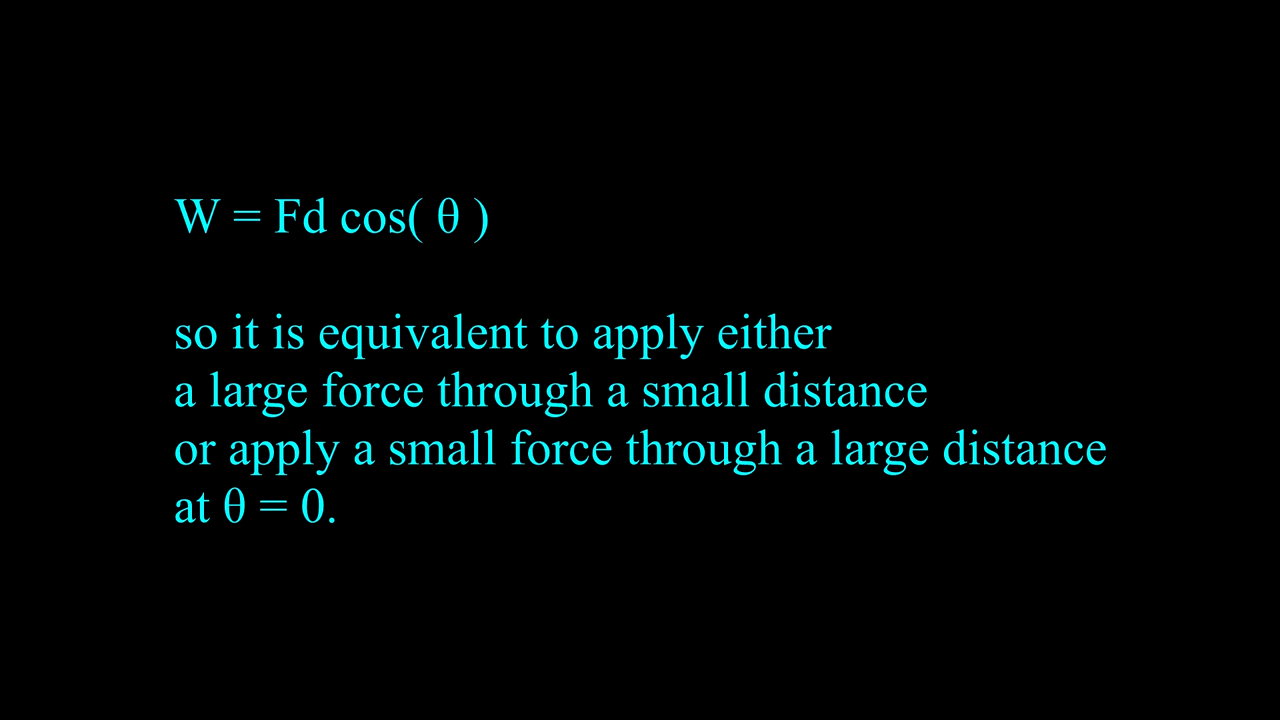 W = Fd cos( θ )
so it is equivalent to apply either
a large force through a small distance
or apply a small force through a large distance
at θ = 0.